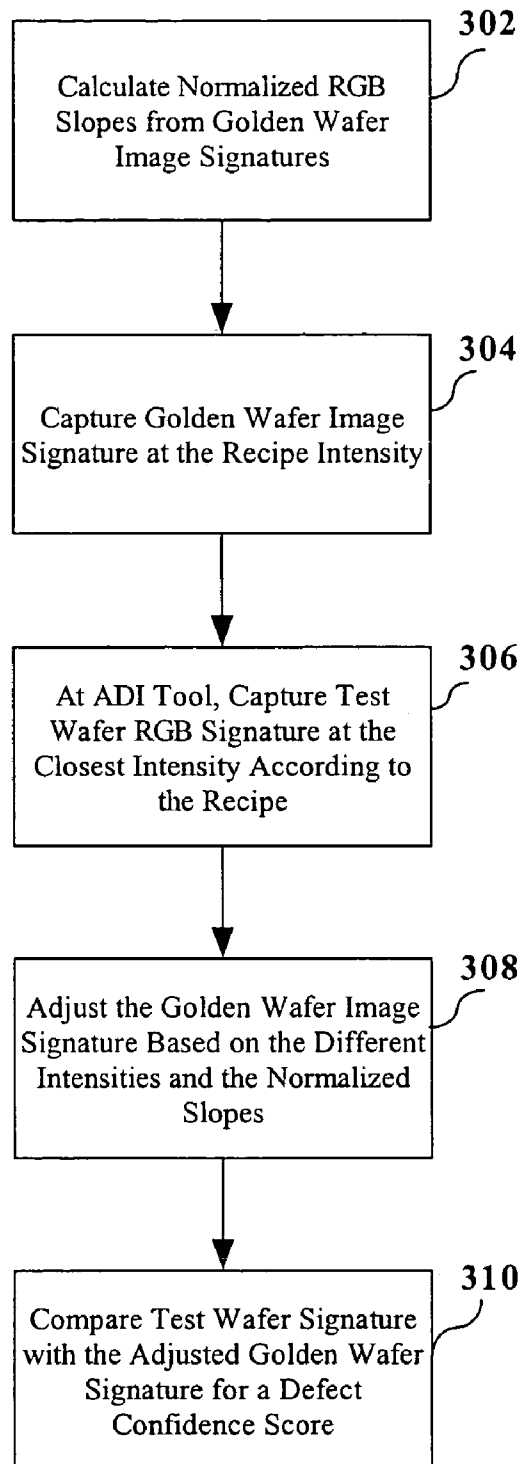 302
Calculate Normalized RGB
Slopes from Golden Wafer
Image Signatures
304
Capture Golden Wafer Image
Signature at the Recipe Intensity
306
At ADI Tool, Capture Test
Wafer RGB Signature at the
Closest Intensity According to
the Recipe
308
Adjust the Golden Wafer Image
Signature Based on the Different
Intensities and the Normalized
Slopes
310
Compare Test Wafer Signature
with the Adjusted Golden Wafer
Signature for a Defect
Confidence Score